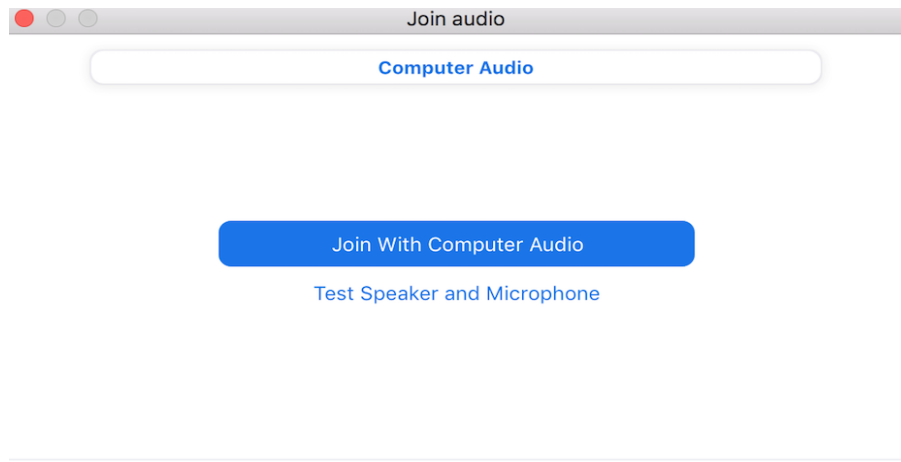 Join audio
Computer Audio
Join With Computer Audio
Test Speaker and Microphone